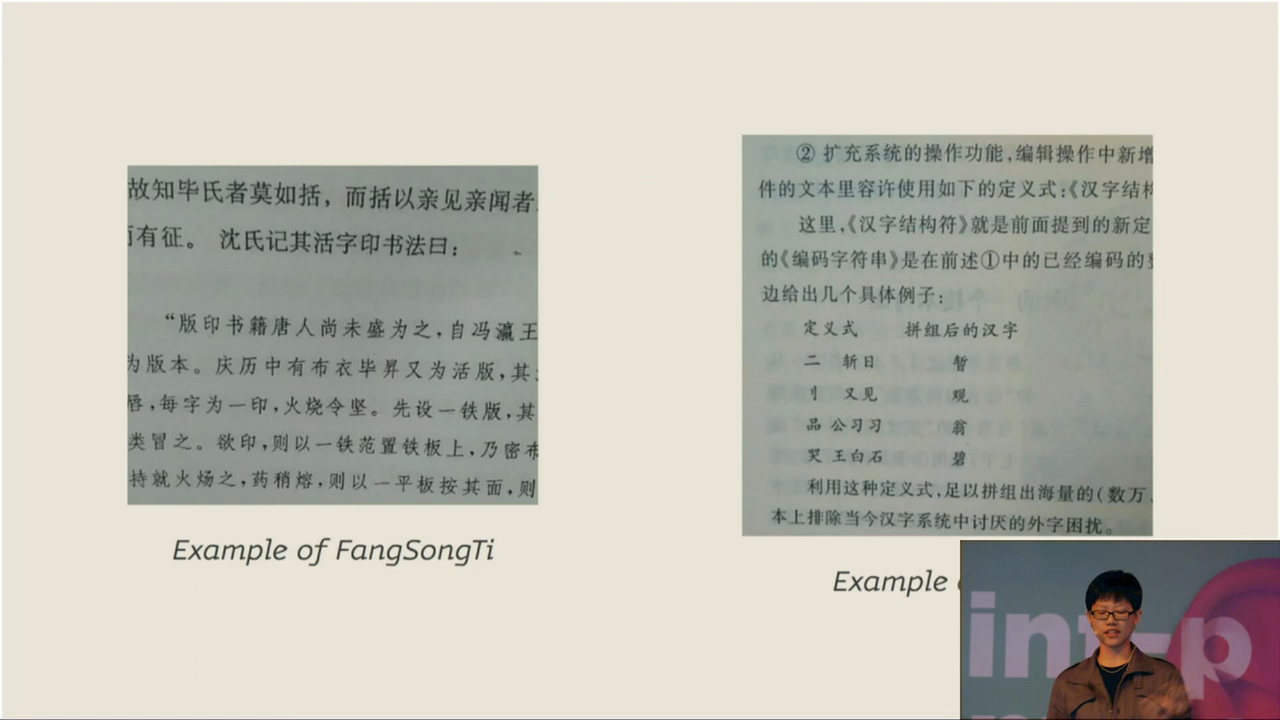 故知毕氏者莫如括，而括以亲见亲闻者
有征。 沈氏记其活字印书法曰：
“版印书籍唐人尚未盛为之，自冯瀛王
为版本。庆历中有布衣毕昇又为活版，其
唇，每字为一印，火烧令坚。先设一铁版，其
类冒之。欲印，则以一铁范置铁板上，乃密布
持就火炀之，药稍熔，则以一平板按其面，则
Example of FangSongTi
② 扩充系统的操作功能，编辑操作中新增
件的文本里容许使用如下的定义式：《汉字结构
这里，《汉字结构符》就是前面提到的新定
的《编码字符串》是在前述①中的已经编码的
边给出几个具体例子：
定义式 拼组后的汉字
二 斩日 暂
刂 又见 观
品 公习习 翁
哭 王白石 碧
利用这种定义式，足以拼组出海量的（数万
本上排除当今汉字系统中讨厌的外字困扰。
Example
int-p